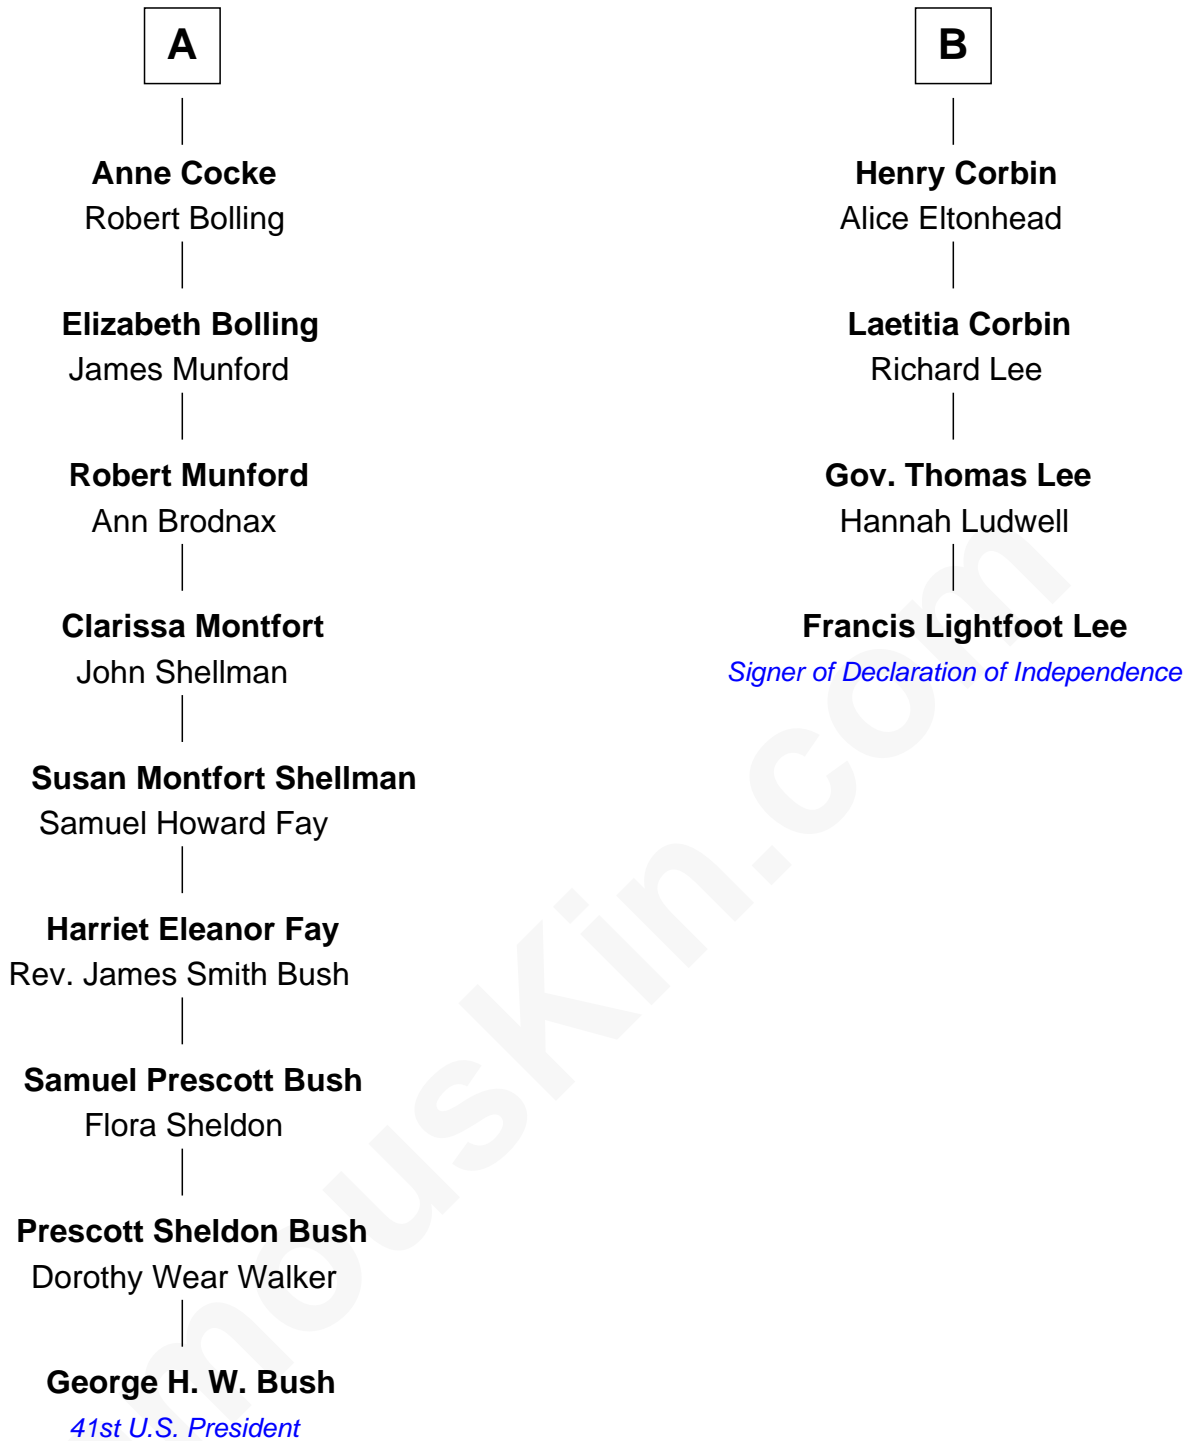 A
Anne Cocke
Robert Bolling
Elizabeth Bolling
James Munford
Robert Munford
Ann Brodnax
Clarissa Montfort
John Shellman
Susan Montfort Shellman
Samuel Howard Fay
Harriet Eleanor Fay
Rev. James Smith Bush
Samuel Prescott Bush
Flora Sheldon
Prescott Sheldon Bush
Dorothy Wear Walker
George H. W. Bush
41st U.S. President
B
Henry Corbin
Alice Eltonhead
Laetitia Corbin
Richard Lee
Gov. Thomas Lee
Hannah Ludwell
Francis Lightfoot Lee
Signer of Declaration of Independence
mousKin.com